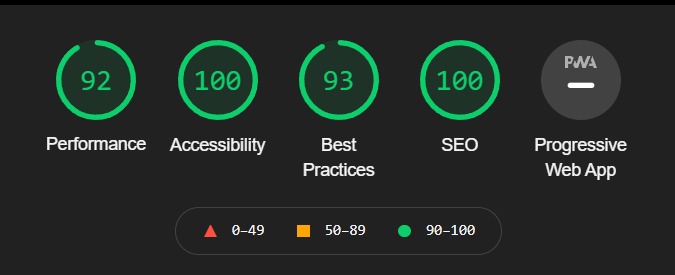 92
100
93
100
PWA
Performance
Accessibility
Best
Practices
SEO
Progressive
Web App
0–49
50–89
90–100